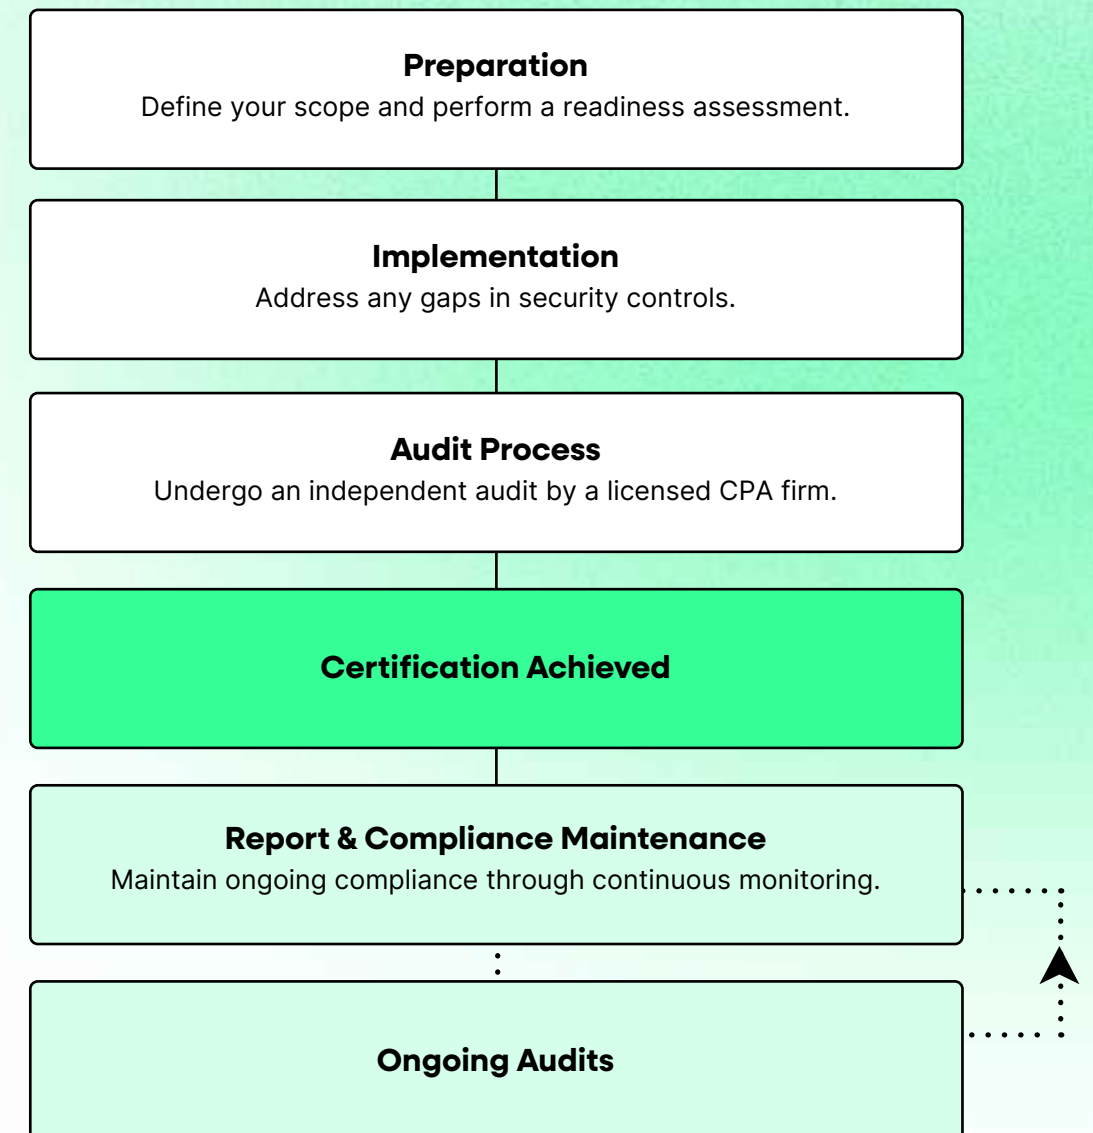 Preparation
Define your scope and perform a readiness assessment.
Implementation
Address any gaps in security controls.
Audit Process
Undergo an independent audit by a licensed CPA firm.
Certification Achieved
Report & Compliance Maintenance
Maintain ongoing compliance through continuous monitoring.
Ongoing Audits